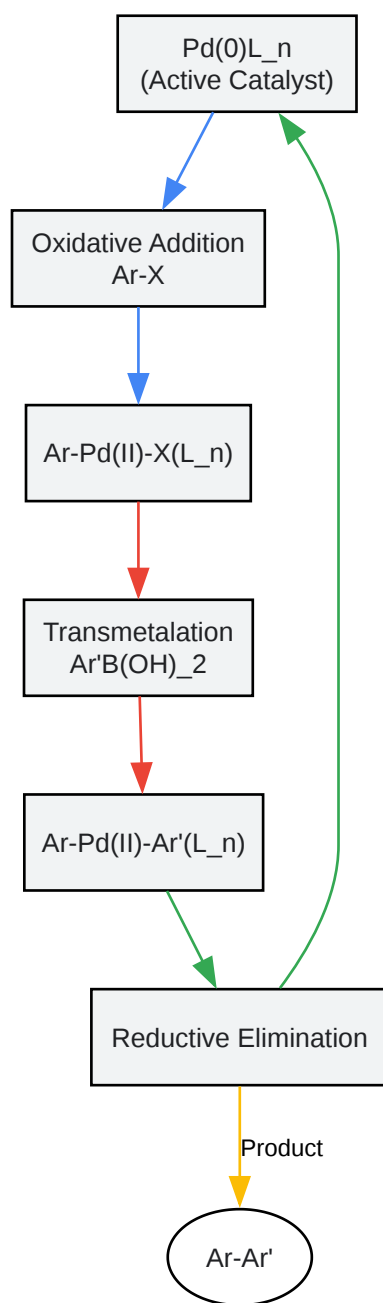 Pd(0)L_n
(Active Catalyst)
Oxidative Addition
Ar-X
Ar-Pd(II)-X(L_n)
Transmetalation
Ar'B(OH)_2
Ar-Pd(II)-Ar'(L_n)
Reductive Elimination
Product
Ar-Ar'